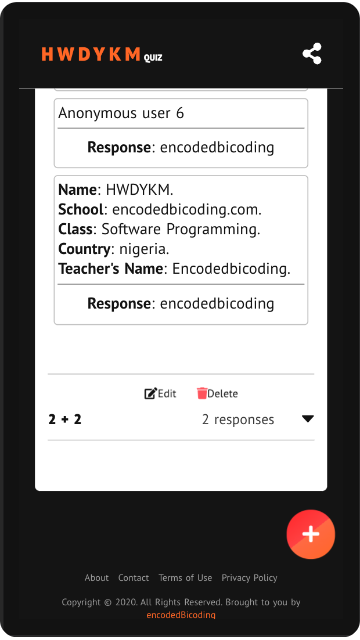 HWDYKM QUIZ
Anonymous user 6
Response: encodedbicoding
Name: HWDYKM.
School: encodedbicoding.com.
Class: Software Programming.
Country: nigeria.
Teacher's Name: Encodedbicoding.
Response: encodedbicoding
Edit Delete
2 + 2 2 responses
About Contact Terms of Use Privacy Policy
Copyright © 2020. All Rights Reserved. Brought to you by
encodedBicoding